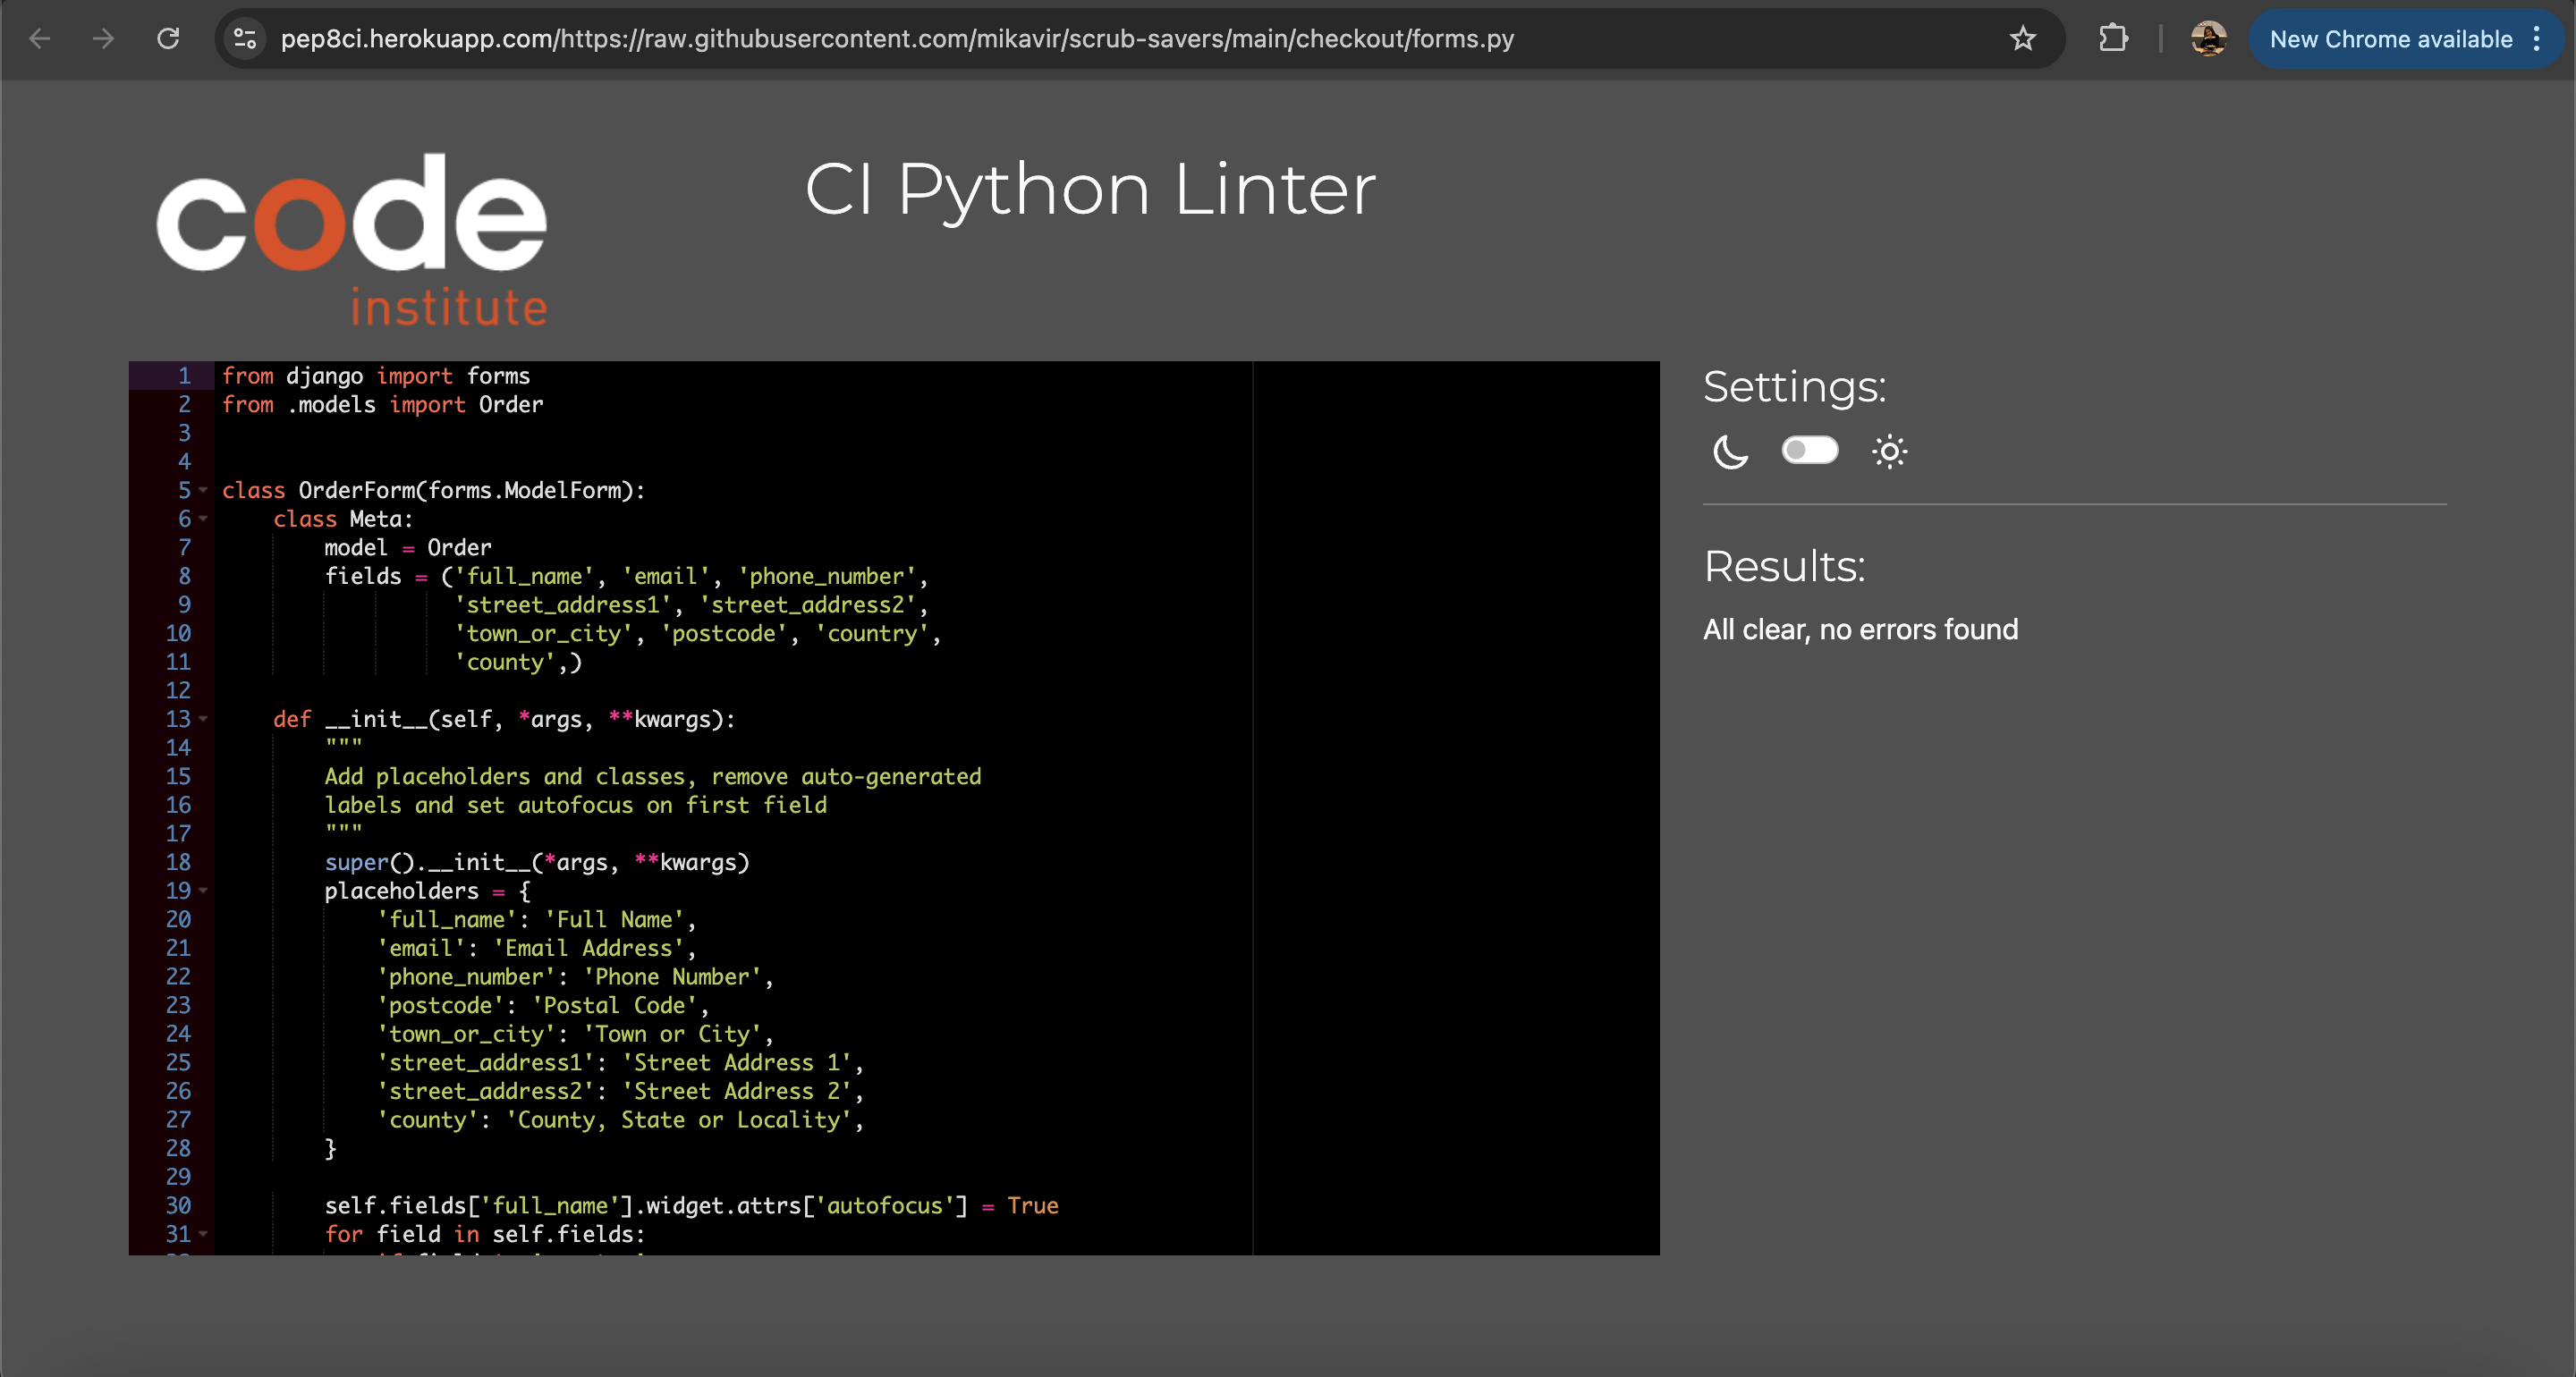 pep8ci.herokuapp.com/https://raw.githubusercontent.com/mikavir/scrub-savers/main/checkout/forms.py
New Chrome available
code
institute
CI Python Linter
1 from django import forms
2 from .models import Order
3
4
5 class OrderForm(forms.ModelForm):
6     class Meta:
7         model = Order
8         fields = ('full_name', 'email', 'phone_number',
9                   'street_address1', 'street_address2',
10                   'town_or_city', 'postcode', 'country',
11                   'county',)
12
13     def __init__(self, *args, **kwargs):
14         """
15         Add placeholders and classes, remove auto-generated
16         labels and set autofocus on first field
17         """
18         super().__init__(*args, **kwargs)
19         placeholders = {
20             'full_name': 'Full Name',
21             'email': 'Email Address',
22             'phone_number': 'Phone Number',
23             'postcode': 'Postal Code',
24             'town_or_city': 'Town or City',
25             'street_address1': 'Street Address 1',
26             'street_address2': 'Street Address 2',
27             'county': 'County, State or Locality',
28         }
29
30         self.fields['full_name'].widget.attrs['autofocus'] = True
31         for field in self.fields:
Settings:
Results:
All clear, no errors found